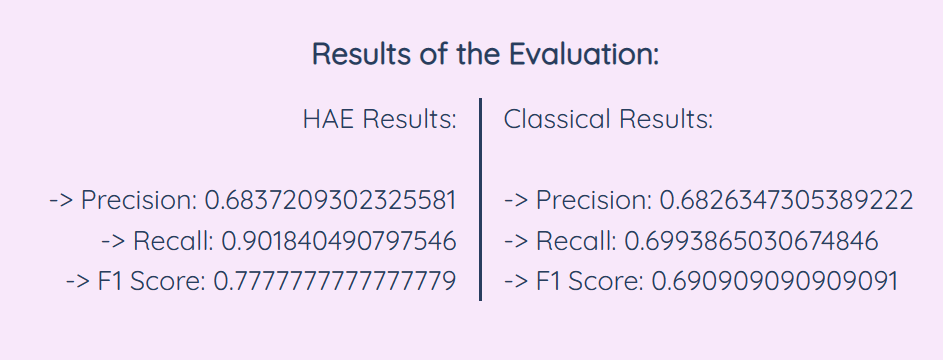 Results of the Evaluation:
HAE Results:
-> Precision: 0.6837209302325581
-> Recall: 0.901840490797546
-> F1 Score: 0.7777777777777779
Classical Results:
-> Precision: 0.6826347305389222
-> Recall: 0.6993865030674846
-> F1 Score: 0.690909090909091